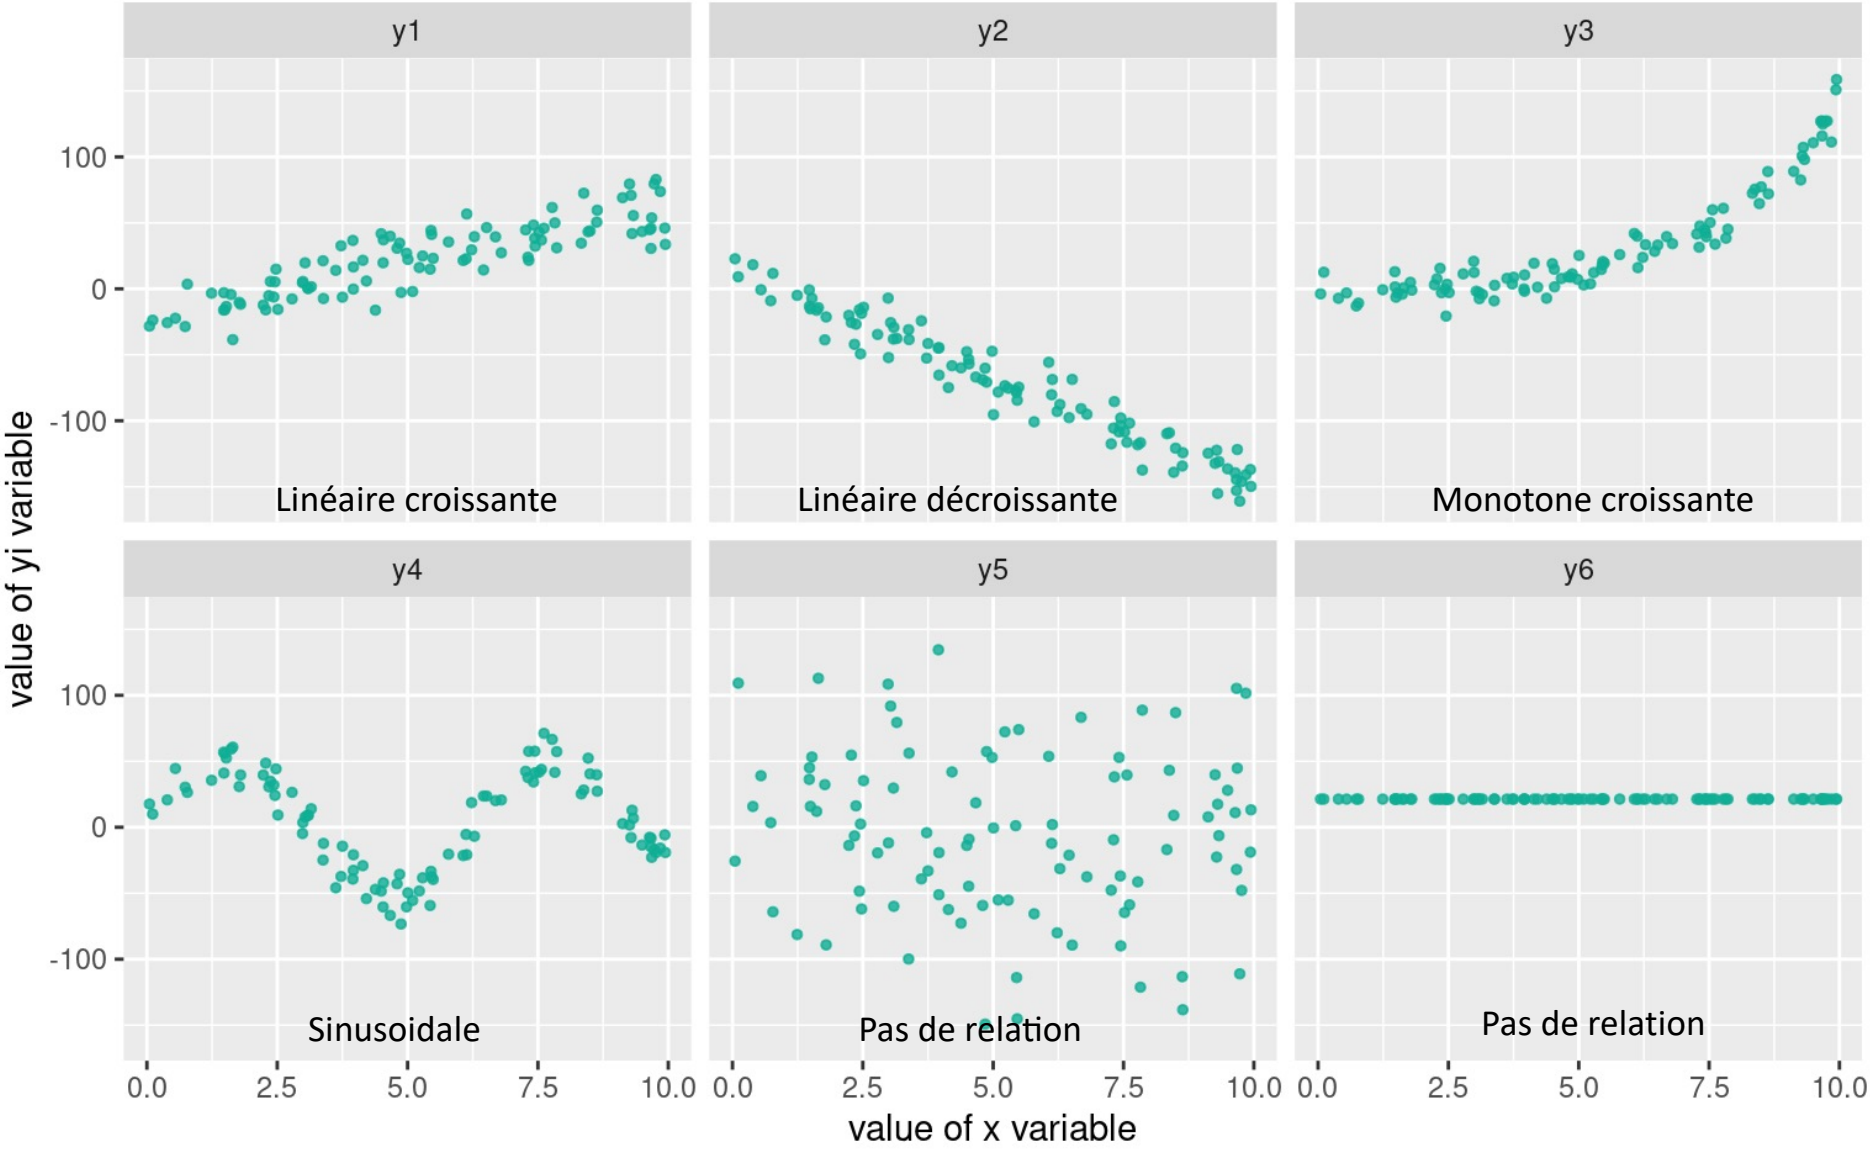 y1 y2 y3
100
0
-100
Linéaire croissante Linéaire décroissante Monotone croissante
value of yi variable
y4 y5 y6
100
0
-100
Sinusoidale Pas de relation Pas de relation
0.0 2.5 5.0 7.5 10.0 0.0 2.5 5.0 7.5 10.0 0.0 2.5 5.0 7.5 10.0
value of x variable